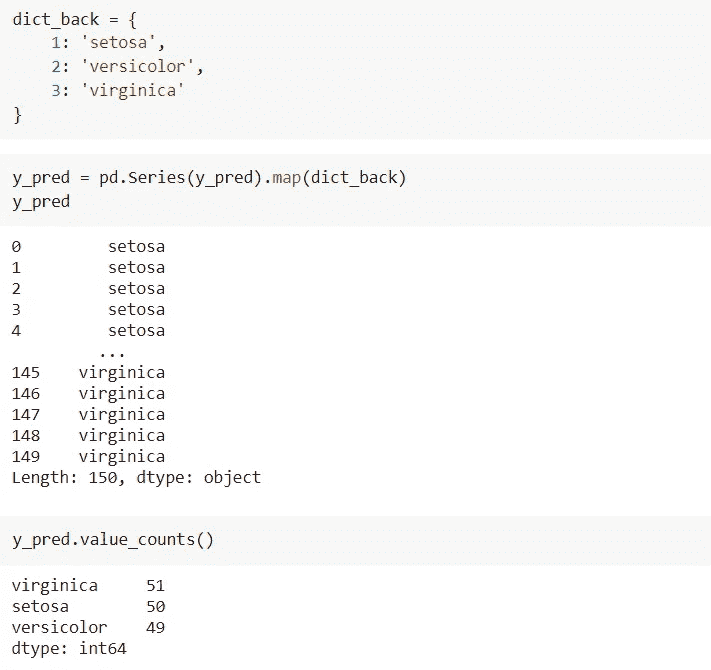 dict_back = {
    1: 'setosa',
    2: 'versicolor',
    3: 'virginica'
}
y_pred = pd.Series(y_pred).map(dict_back)
y_pred
0         setosa
1         setosa
2         setosa
3         setosa
4         setosa
         ...
145    virginica
146    virginica
147    virginica
148    virginica
149    virginica
Length: 150, dtype: object
y_pred.value_counts()
virginica     51
setosa        50
versicolor    49
dtype: int64